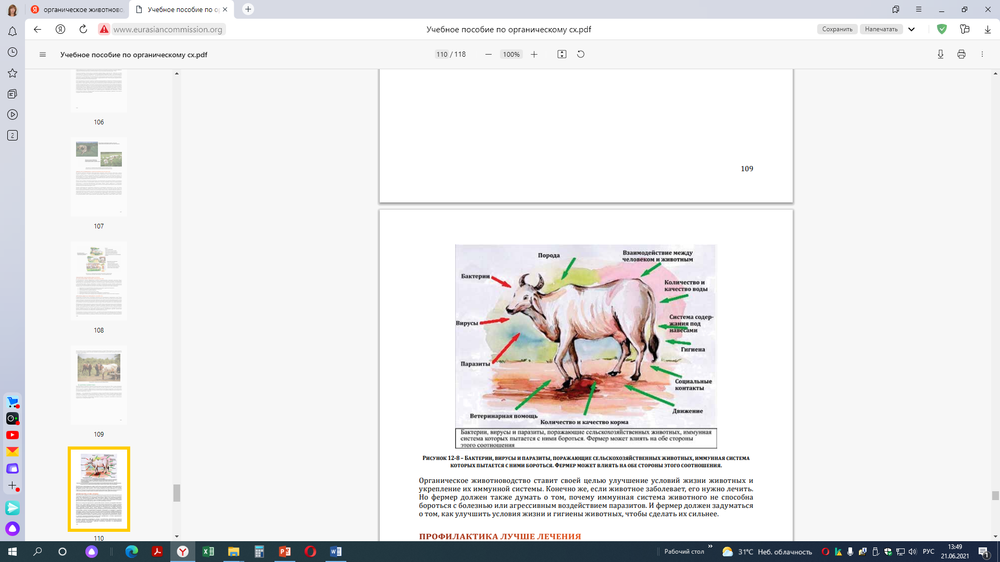 органическое животново
Учебное пособие по о
www.eurasiancommission.org
Учебное пособие по органическому сх.pdf
Сохранить
Напечатать
Учебное пособие по органическому сх.pdf
110 / 118
100%
2
106
107
108
109
110
109
Порода
Взаимодействие между
человеком и животным
Бактерии
Количество и
качество воды
Система содер-
жания под
навесами
Вирусы
Гигиена
Паразиты
Социальные
контакты
Движение
Ветеринарная помощь
Количество и качество корма
Бактерии, вирусы и паразиты, поражающие сельскохозяйственных животных, иммунная
система которых пытается с ними бороться. Фермер может влиять на обе стороны
этого соотношения
Рисунок 12-8 – Бактерии, вирусы и паразиты, поражающие сельскохозяйственных животных, иммунная система
которых пытается с ними бороться. Фермер может влиять на обе стороны этого соотношения.
Органическое животноводство ставит своей целью улучшение условий жизни животных и
укрепление их иммунной системы. Конечно же, если животное заболевает, его нужно лечить.
Но фермер должен также думать о том, почему иммунная система животного не способна
бороться с болезнью или агрессивным воздействием паразитов. И фермер должен задуматься
о том, как улучшить условия жизни и гигиены животных, чтобы сделать их сильнее.
ПРОФИЛАКТИКА ЛУЧШЕ ЛЕЧЕНИЯ
Рабочий стол
31°C Неб. облачность
РУС
13:49
21.06.2021
1